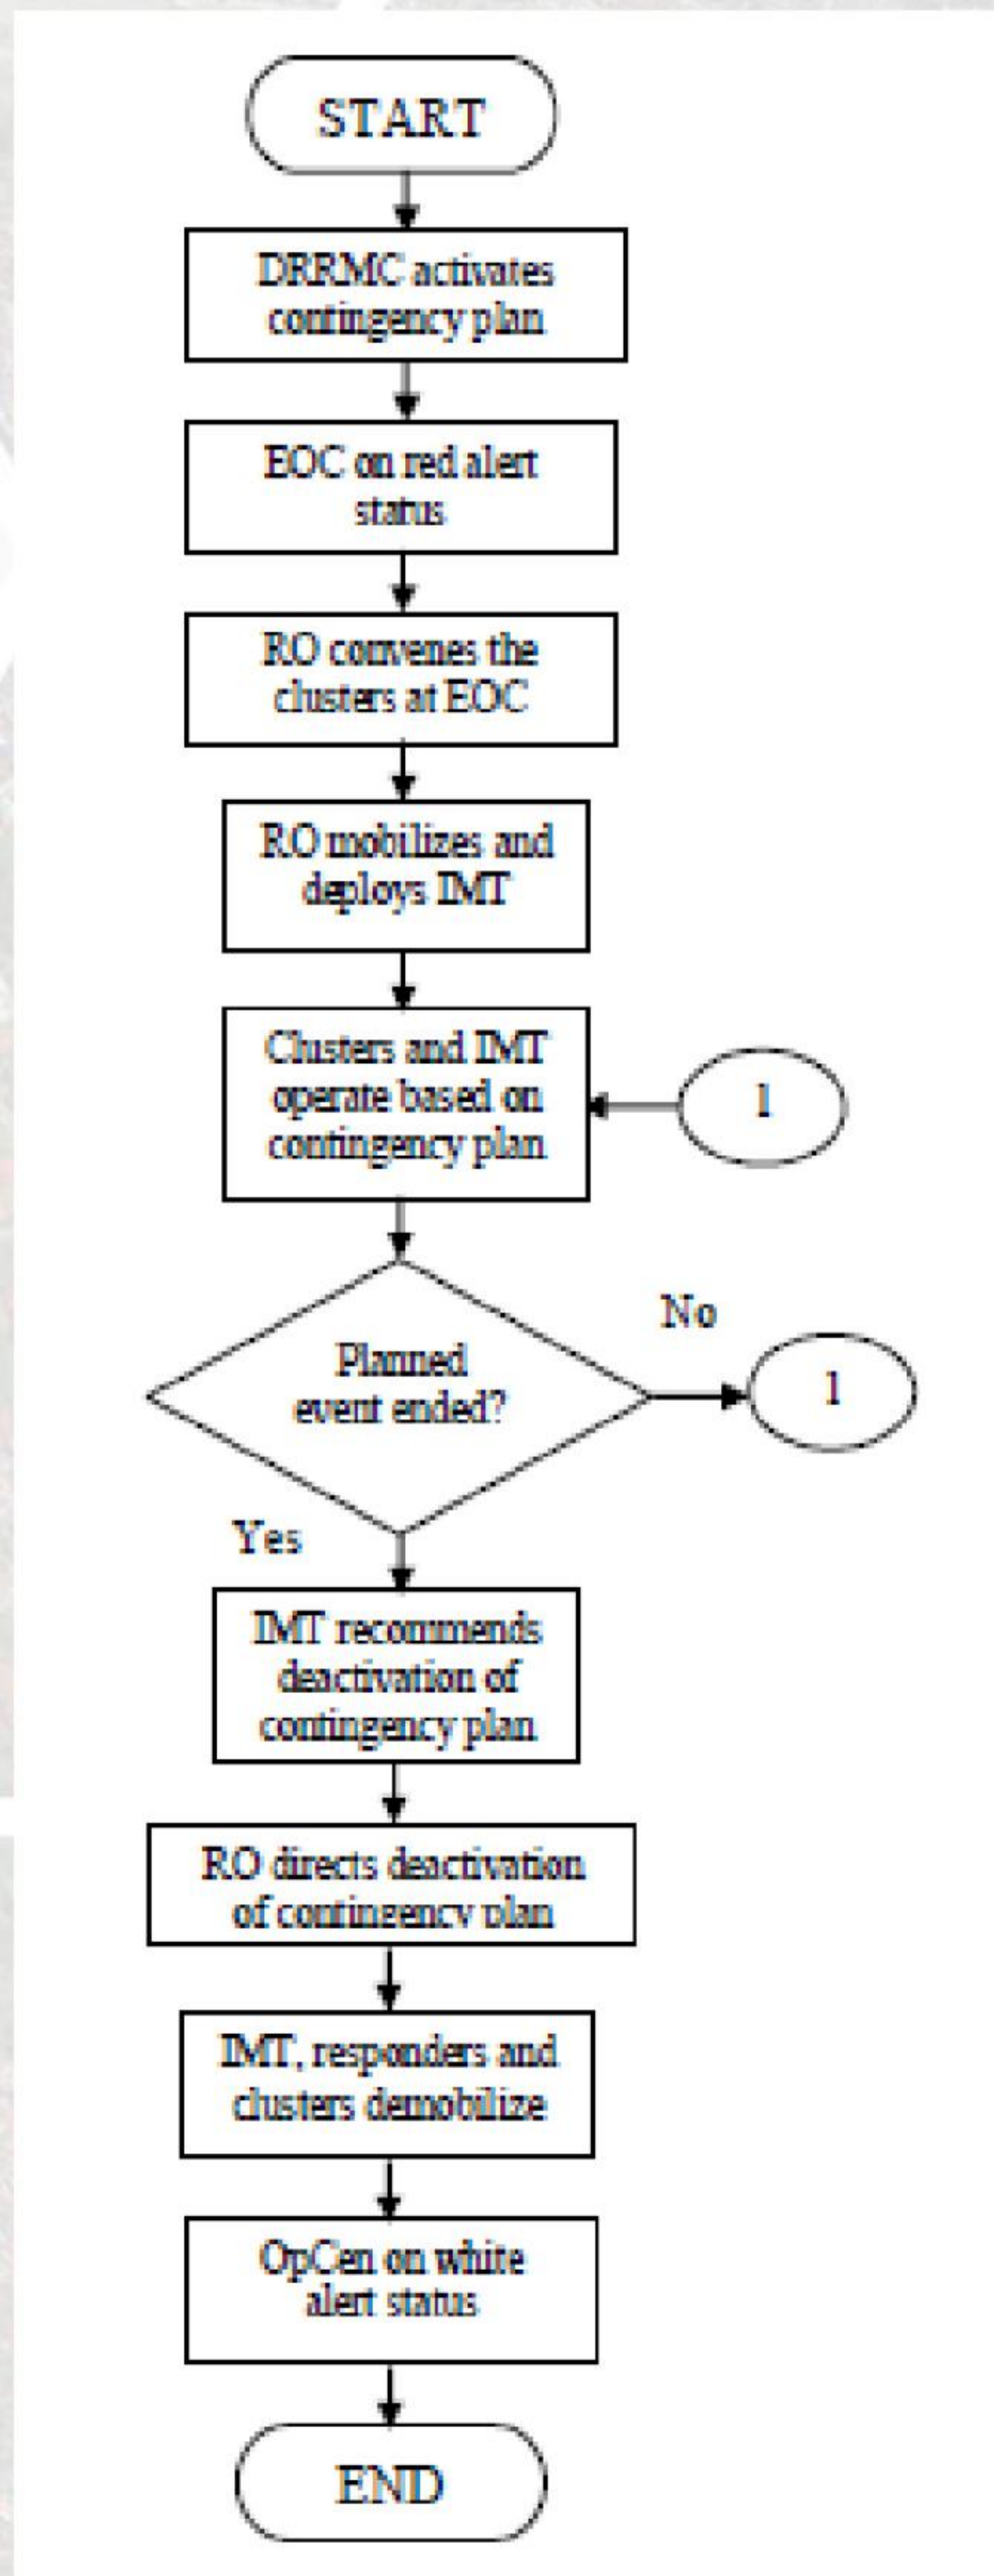 START
DRRMC activates
contingency plan
EOC on red alert
status
RO convenes the
clusters at EOC
RO mobilizes and
deploys IMT
Clusters and IMT
operate based on
contingency plan
1
Planned
event ended?
No
1
Yes
IMT recommends
deactivation of
contingency plan
RO directs deactivation
of contingency plan
IMT, responders and
clusters demobilize
OpCen on white
alert status
END